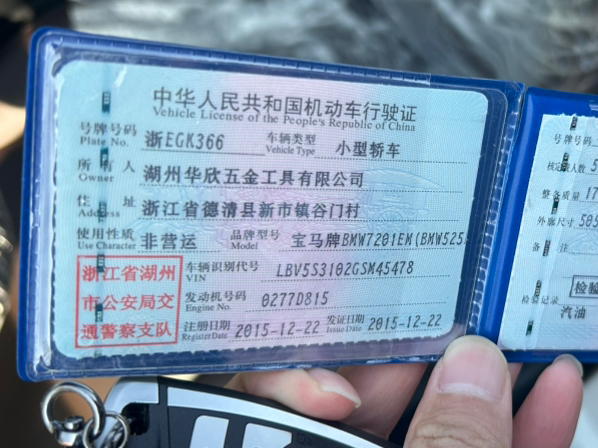 中华人民共和国机动车行驶证
Vehicle License of the People's Republic of China
号牌号码 浙EGK366 车辆类型 小型轿车
Plate No. Vehicle Type
所有人 湖州华欣五金工具有限公司
Owner
住址 浙江省德清县新市镇谷门村
Address
使用性质 非营运 品牌型号 宝马牌BMW7201EM(BMW525
Use Character Model
浙江省湖州
市公安局交
通警察支队
车辆识别代号 LBV5S3102GSM45478
VIN
发动机号码 0277D815
Engine No.
注册日期 2015-12-22 发证日期 2015-12-22
Register Date Issue Date
号牌号码
核定载人数 5
整备质量 17
外廓尺寸 505
备注
检验
检验记录
汽油